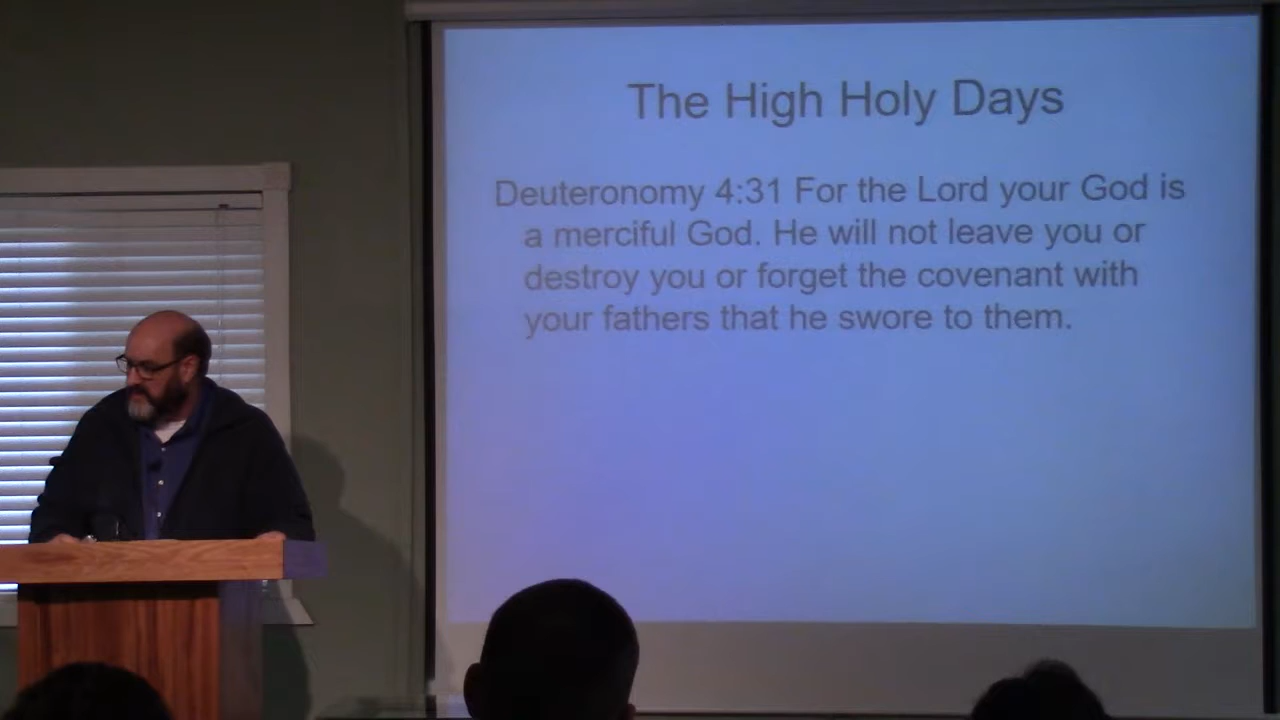 The High Holy Days
Deuteronomy 4:31 For the Lord your God is
a merciful God. He will not leave you or
destroy you or forget the covenant with
your fathers that he swore to them.